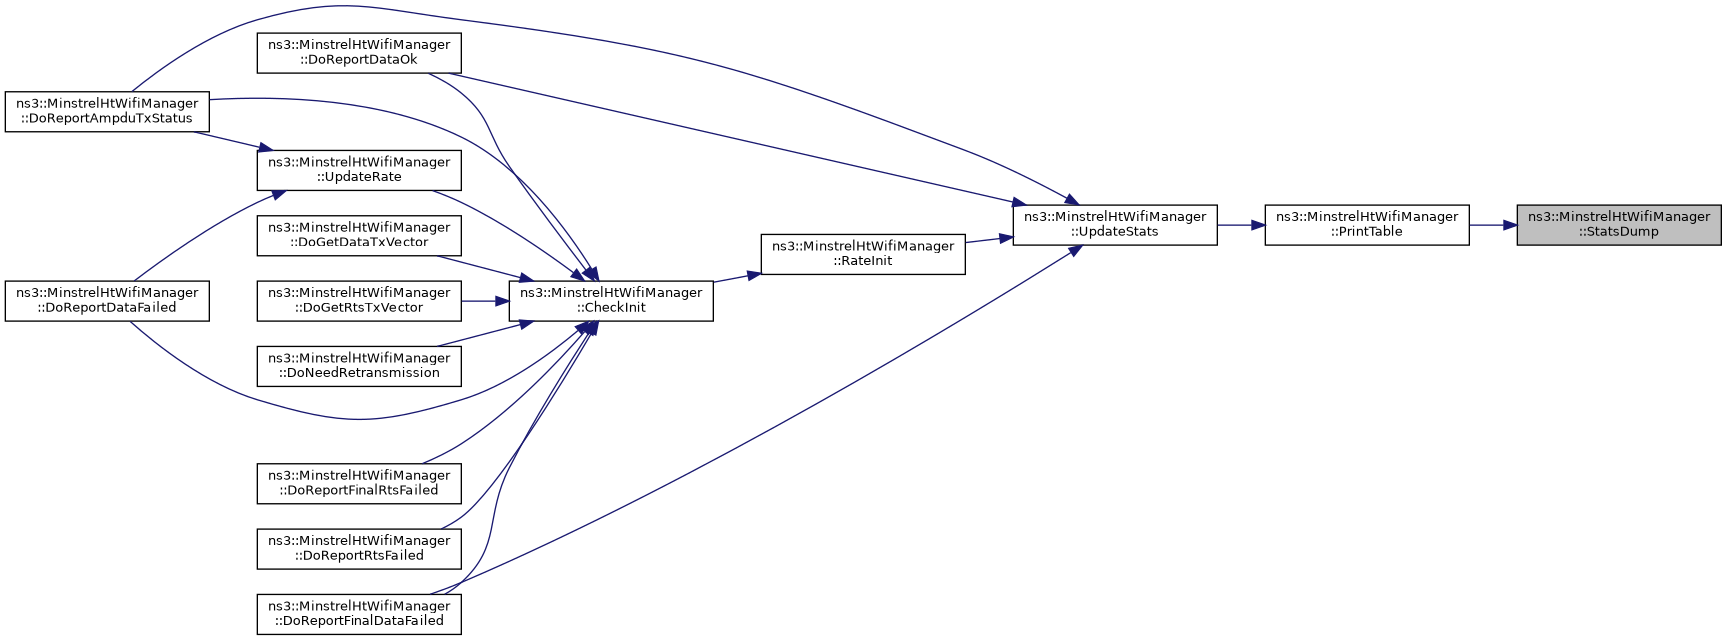 ns3::MinstrelHtWifiManager
::DoReportDataOk
ns3::MinstrelHtWifiManager
::DoReportAmpduTxStatus
ns3::MinstrelHtWifiManager
::UpdateRate
ns3::MinstrelHtWifiManager
::DoGetDataTxVector
ns3::MinstrelHtWifiManager
::DoReportDataFailed
ns3::MinstrelHtWifiManager
::DoGetRtsTxVector
ns3::MinstrelHtWifiManager
::DoNeedRetransmission
ns3::MinstrelHtWifiManager
::DoReportFinalRtsFailed
ns3::MinstrelHtWifiManager
::DoReportRtsFailed
ns3::MinstrelHtWifiManager
::DoReportFinalDataFailed
ns3::MinstrelHtWifiManager
::CheckInit
ns3::MinstrelHtWifiManager
::RateInit
ns3::MinstrelHtWifiManager
::UpdateStats
ns3::MinstrelHtWifiManager
::PrintTable
ns3::MinstrelHtWifiManager
::StatsDump